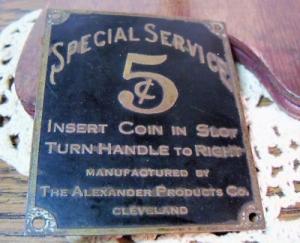 SPECIAL SERVICE
5¢
INSERT COIN IN SLOT
TURN HANDLE TO RIGHT
MANUFACTURED BY
THE ALEXANDER PRODUCTS CO.
CLEVELAND